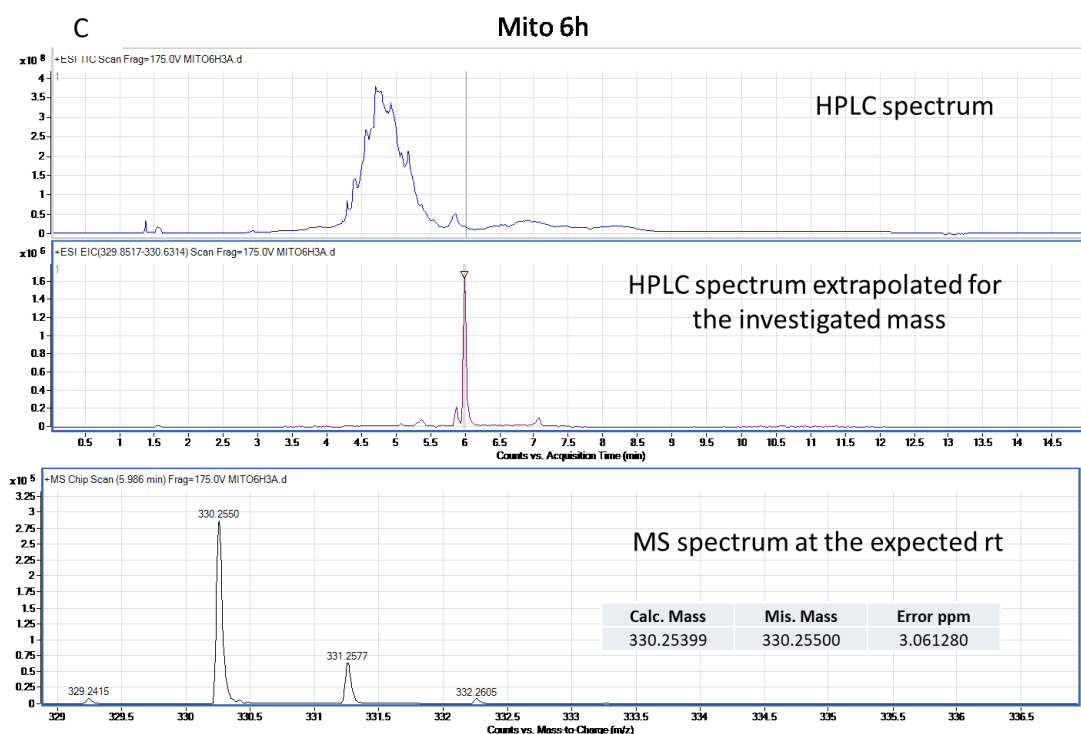 C
Mito 6h
x10 8
+ESI TIC Scan Frag=175.0V MITO6H3A.d
1
HPLC spectrum
4
3.5
3
2.5
2
1.5
1
0.5
0
x10 6
+ESI EIC(329.8517-330.6314) Scan Frag=175.0V MITO6H3A.d
1
HPLC spectrum extrapolated for
the investigated mass
1.6
1.4
1.2
1
0.8
0.6
0.4
0.2
0
0.5 1 1.5 2 2.5 3 3.5 4 4.5 5 5.5 6 6.5 7 7.5 8 8.5 9 9.5 10 10.5 11 11.5 12 12.5 13 13.5 14 14.5
Counts vs. Acquisition Time (min)
x10 5
+MS Chip Scan (5.986 min) Frag=175.0V MITO6H3A.d
3.25
3
2.75
2.5
2.25
2
1.75
1.5
1.25
1
0.75
0.5
0.25
0
330.2550
MS spectrum at the expected rt
Calc. Mass Mis. Mass Error ppm
330.25399 330.25500 3.061280
331.2577
329.2415
332.2605
329 329.5 330 330.5 331 331.5 332 332.5 333 333.5 334 334.5 335 335.5 336 336.5
Counts vs. Mass-to-Charge (m/z)